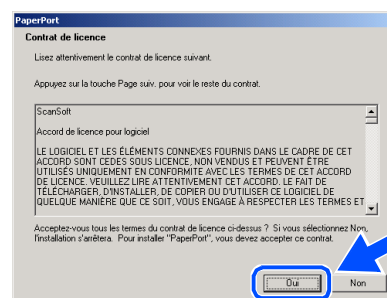 PaperPort
Contrat de licence
Lisez attentivement le contrat de licence suivant.
Appuyez sur la touche Page suiv. pour voir le reste du contrat.
ScanSoft
Accord de licence pour logiciel
LE LOGICIEL ET LES ÉLÉMENTS CONNEXES FOURNIS DANS LE CADRE DE CET
ACCORD SONT CEDES SOUS LICENCE, NON VENDUS ET PEUVENT ÊTRE
UTILISÉS UNIQUEMENT EN CONFORMITE AVEC LES TERMES DE CET ACCORD
DE LICENCE. VEUILLEZ LIRE ATTENTIVEMENT CET ACCORD. LE FAIT DE
TÉLÉCHARGER, D'INSTALLER, DE COPIER OU D'UTILISER CE LOGICIEL DE
QUELQUE MANIÈRE QUE CE SOIT, VOUS ENGAGE À RESPECTER LES TERMES ET
Acceptez-vous tous les termes du contrat de licence ci-dessus ? Si vous sélectionnez Non,
l'installation s'arrêtera. Pour installer "PaperPort", vous devez accepter ce contrat.
Oui
Non